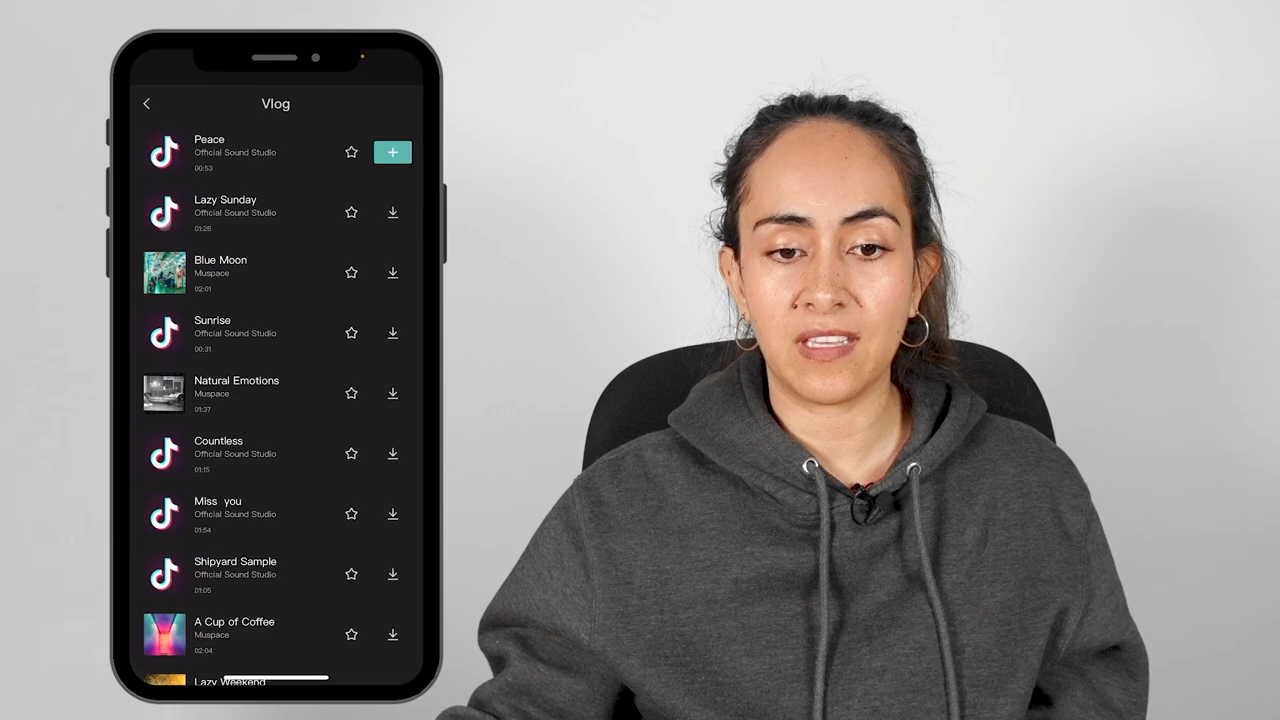 Vlog
Peace
Official Sound Studio
00:53
Lazy Sunday
Official Sound Studio
01:26
Blue Moon
Muspace
02:01
Sunrise
Official Sound Studio
00:31
Natural Emotions
Muspace
01:37
Countless
Official Sound Studio
01:15
Miss you
Official Sound Studio
01:54
Shipyard Sample
Official Sound Studio
01:05
A Cup of Coffee
Muspace
02:04
Lazy Weekend